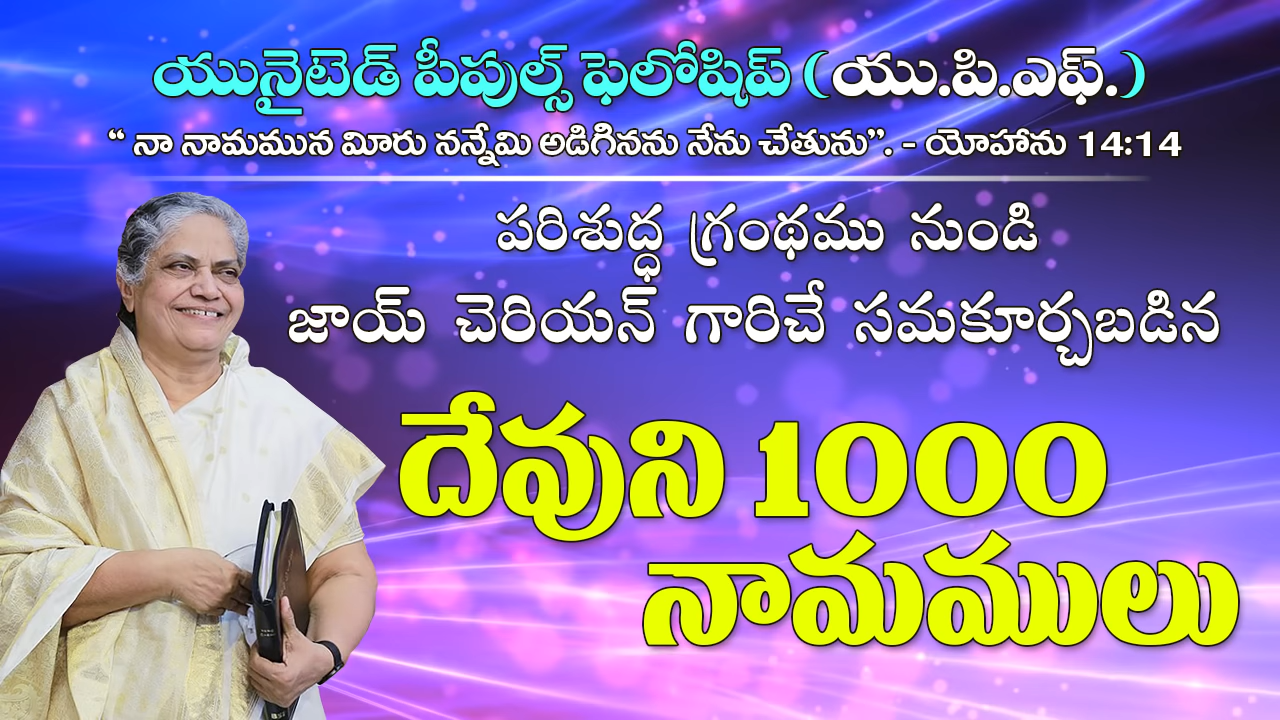 యునైటెడ్ పీపుల్స్ ఫెలోషిప్ (యు.పి.ఎఫ్.)
“ నా నామమున మీరు నన్నేమి అడిగినను నేను చేతును”. - యోహాను 14:14
పరిశుద్ధ గ్రంథము నుండి
జాయ్ చెరియన్ గారిచే సమకూర్చబడిన
దేవుని 1000
నామములు